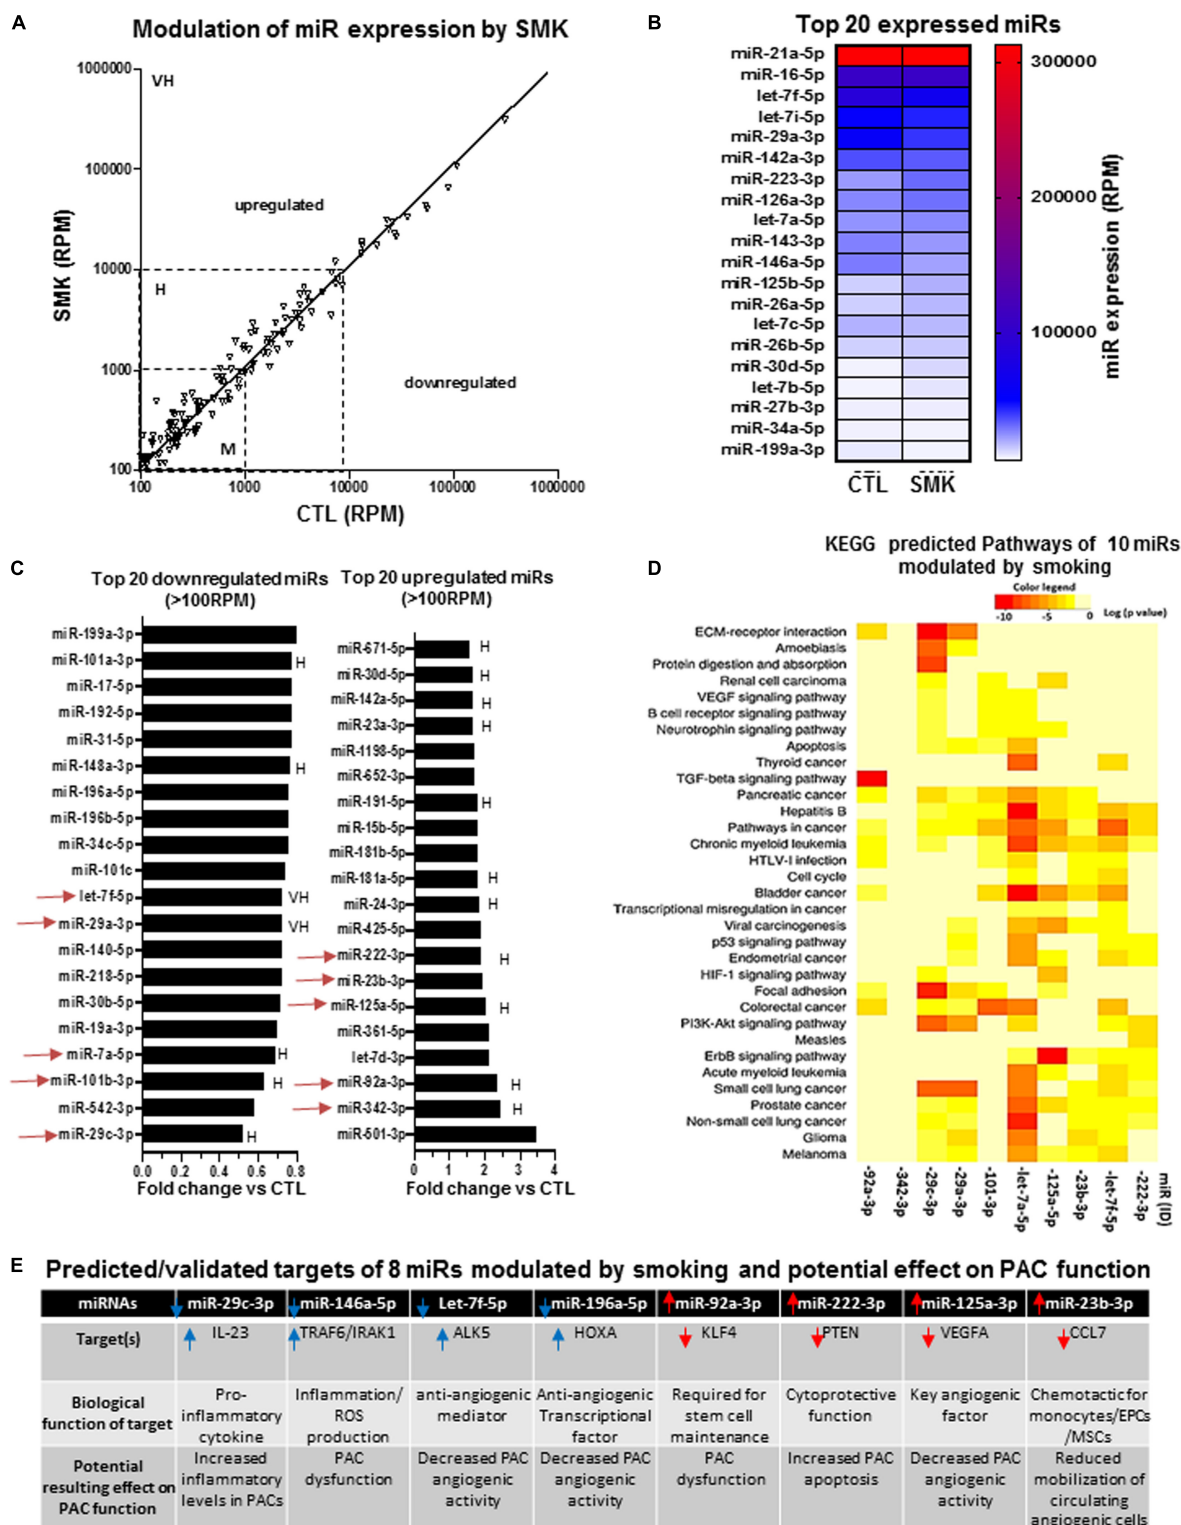 A
Modulation of miR expression by SMK
1000000
VH
100000
upregulated
SMK (RPM)
10000
H
1000
downregulated
M
100
100
1000
10000
100000
1000000
CTL (RPM)
B
Top 20 expressed miRs
miR-21a-5p
miR-16-5p
let-7f-5p
let-7i-5p
miR-29a-3p
miR-142a-3p
miR-223-3p
miR-126a-3p
let-7a-5p
miR-143-3p
miR-146a-5p
miR-125b-5p
miR-26a-5p
let-7c-5p
miR-26b-5p
miR-30d-5p
let-7b-5p
miR-27b-3p
miR-34a-5p
miR-199a-3p
CTL
SMK
300000
200000
100000
miR expression (RPM)
C
Top 20 downregulated miRs
(>100RPM)
miR-199a-3p
miR-101a-3p H
miR-17-5p
miR-192-5p
miR-31-5p
miR-148a-3p H
miR-196a-5p
miR-196b-5p
miR-34c-5p
miR-101c
let-7f-5p VH
miR-29a-3p VH
miR-140-5p
miR-218-5p
miR-30b-5p
miR-19a-3p
miR-7a-5p H
miR-101b-3p H
miR-542-3p
miR-29c-3p H
0.0 0.2 0.4 0.6 0.8
Fold change vs CTL
Top 20 upregulated miRs
(>100RPM)
miR-671-5p H
miR-30d-5p H
miR-142a-5p H
miR-23a-3p H
miR-1198-5p
miR-652-3p
miR-191-5p H
miR-15b-5p
miR-181b-5p
miR-181a-5p H
miR-24-3p H
miR-425-5p
miR-222-3p H
miR-23b-3p
miR-125a-5p H
miR-361-5p
let-7d-3p
miR-92a-3p H
miR-342-3p H
miR-501-3p
0 1 2 3 4
Fold change vs CTL
D
KEGG predicted Pathways of 10 miRs
modulated by smoking
Color legend
-10 -5 0
Log (p value)
ECM-receptor interaction
Amoebiasis
Protein digestion and absorption
Renal cell carcinoma
VEGF signaling pathway
B cell receptor signaling pathway
Neurotrophin signaling pathway
Apoptosis
Thyroid cancer
TGF-beta signaling pathway
Pancreatic cancer
Hepatitis B
Pathways in cancer
Chronic myeloid leukemia
HTLV-I infection
Cell cycle
Bladder cancer
Transcriptional misregulation in cancer
Viral carcinogenesis
p53 signaling pathway
Endometrial cancer
HIF-1 signaling pathway
Focal adhesion
Colorectal cancer
PI3K-Akt signaling pathway
Measles
ErbB signaling pathway
Acute myeloid leukemia
Small cell lung cancer
Prostate cancer
Non-small cell lung cancer
Glioma
Melanoma
-92a-3p
-342-3p
-29c-3p
-29a-3p
-101-3p
-let-7a-5p
-125a-5p
-23b-3p
-let-7f-5p
-222-3p
miR (ID)
E
Predicted/validated targets of 8 miRs modulated by smoking and potential effect on PAC function
miRNAs
miR-29c-3p
miR-146a-5p
Let-7f-5p
miR-196a-5p
miR-92a-3p
miR-222-3p
miR-125a-3p
miR-23b-3p
Target(s)
IL-23
TRAF6/IRAK1
ALK5
HOXA
KLF4
PTEN
VEGFA
CCL7
Biological
function of target
Pro-
inflammatory
cytokine
Inflammation/
ROS
production
anti-angiogenic
mediator
Anti-angiogenic
Transcriptional
factor
Required for
stem cell
maintenance
Cytoprotective
function
Key angiogenic
factor
Chemotactic for
monocytes/EPCs
/MSCs
Potential
resulting effect on
PAC function
Increased
inflammatory
levels in PACs
PAC
dysfunction
Decreased PAC
angiogenic
activity
Decreased PAC
angiogenic
activity
PAC
dysfunction
Increased PAC
apoptosis
Decreased PAC
angiogenic
activity
Reduced
mobilization of
circulating
angiogenic cells